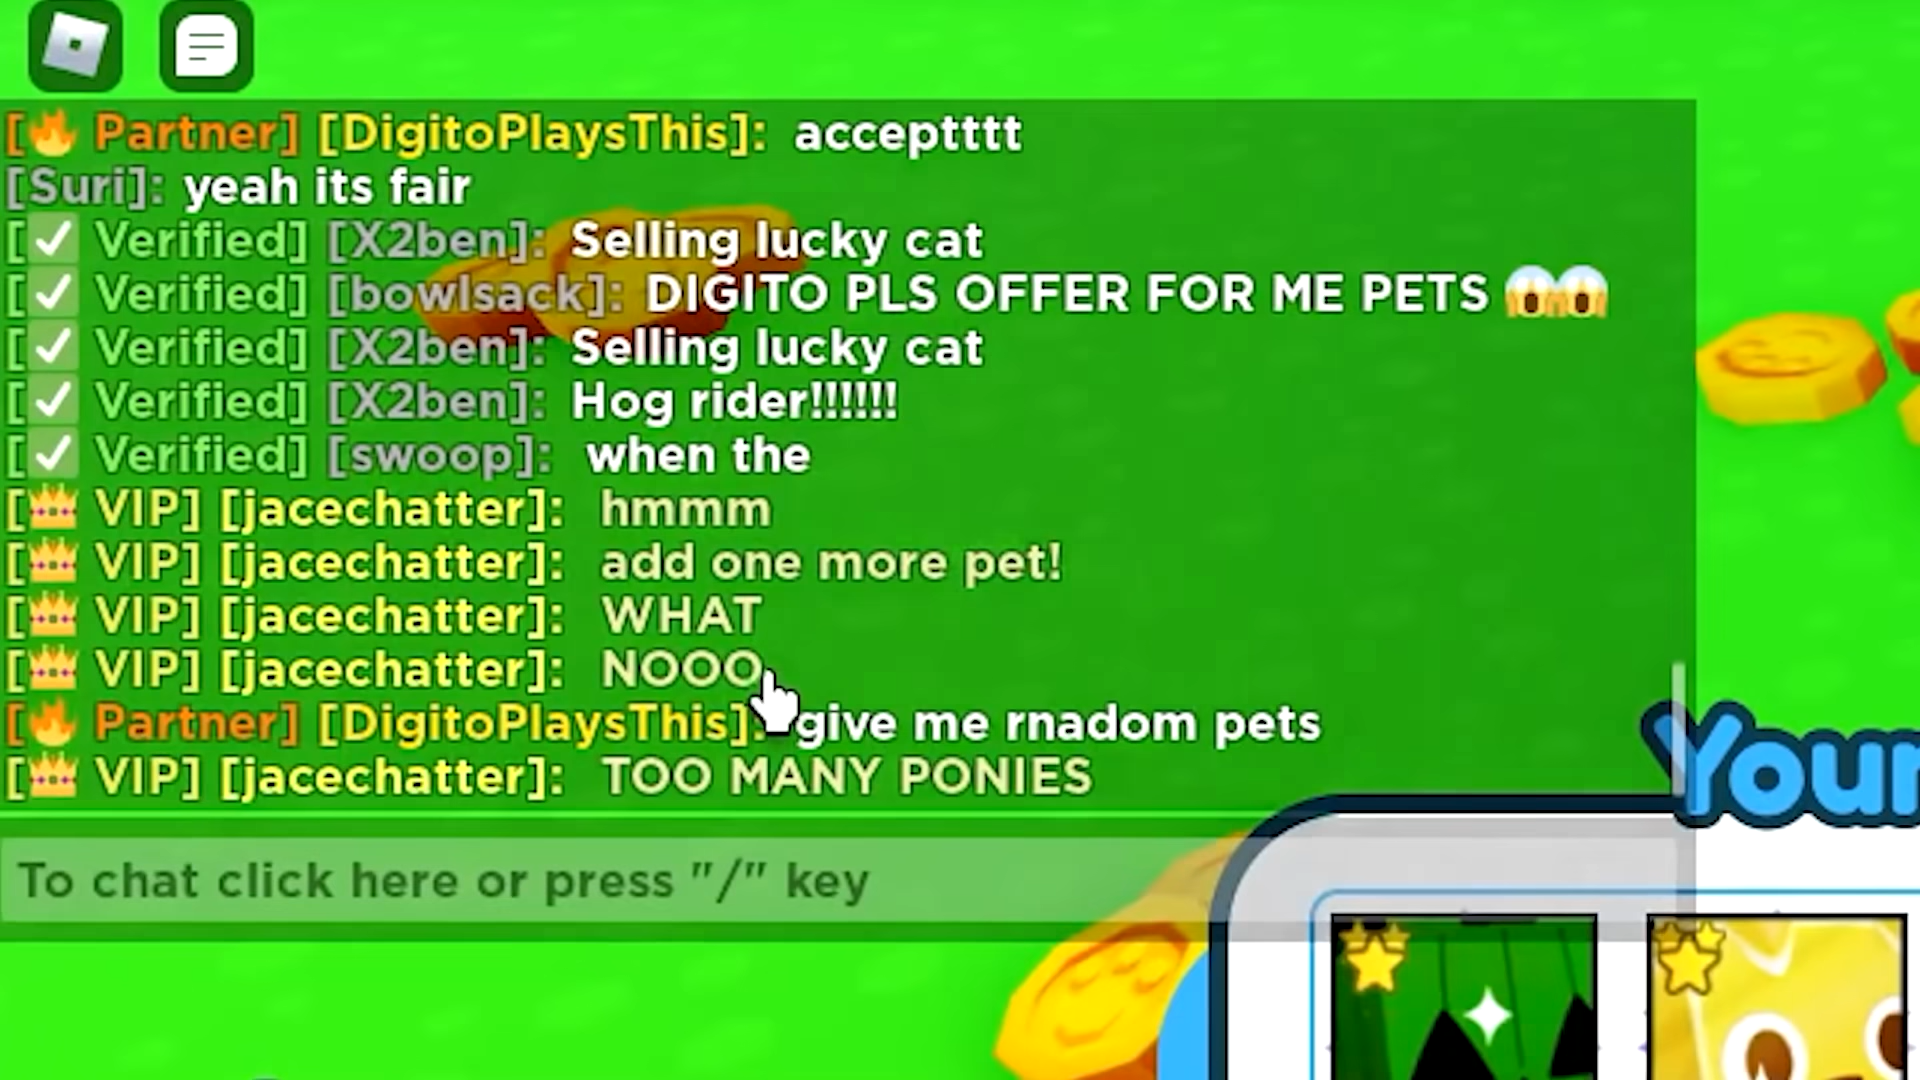 [🔥 Partner] [DigitoPlaysThis]: accepttttt
[Suri]: yeah its fair
[✓ Verified] [X2ben]: Selling lucky cat
[✓ Verified] [bowlsack]: DIGITO PLS OFFER FOR ME PETS 😱😱
[✓ Verified] [X2ben]: Selling lucky cat
[✓ Verified] [X2ben]: Hog rider!!!!!!
[✓ Verified] [swoop]: when the
[👑 VIP] [jacechatter]: hmmm
[👑 VIP] [jacechatter]: add one more pet!
[👑 VIP] [jacechatter]: WHAT
[👑 VIP] [jacechatter]: NOOO
[🔥 Partner] [DigitoPlaysThis]: give me rnadom pets
[👑 VIP] [jacechatter]: TOO MANY PONIES
Your
To chat click here or press "/" key